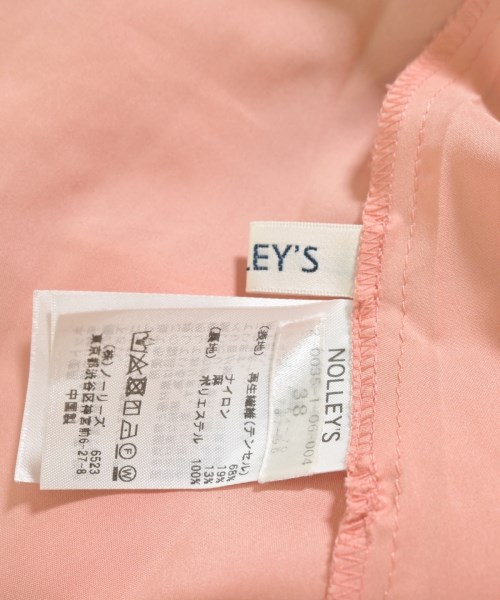 LEY'S
NOLLEY'S
38
(表地)
再生繊維(テンセル) 68%
ナイロン 19%
麻 13%
(裏地)
ポリエステル 100%
F W
(株)ノーリーズ 6523
東京都渋谷区神宮前6-27-8
中国製